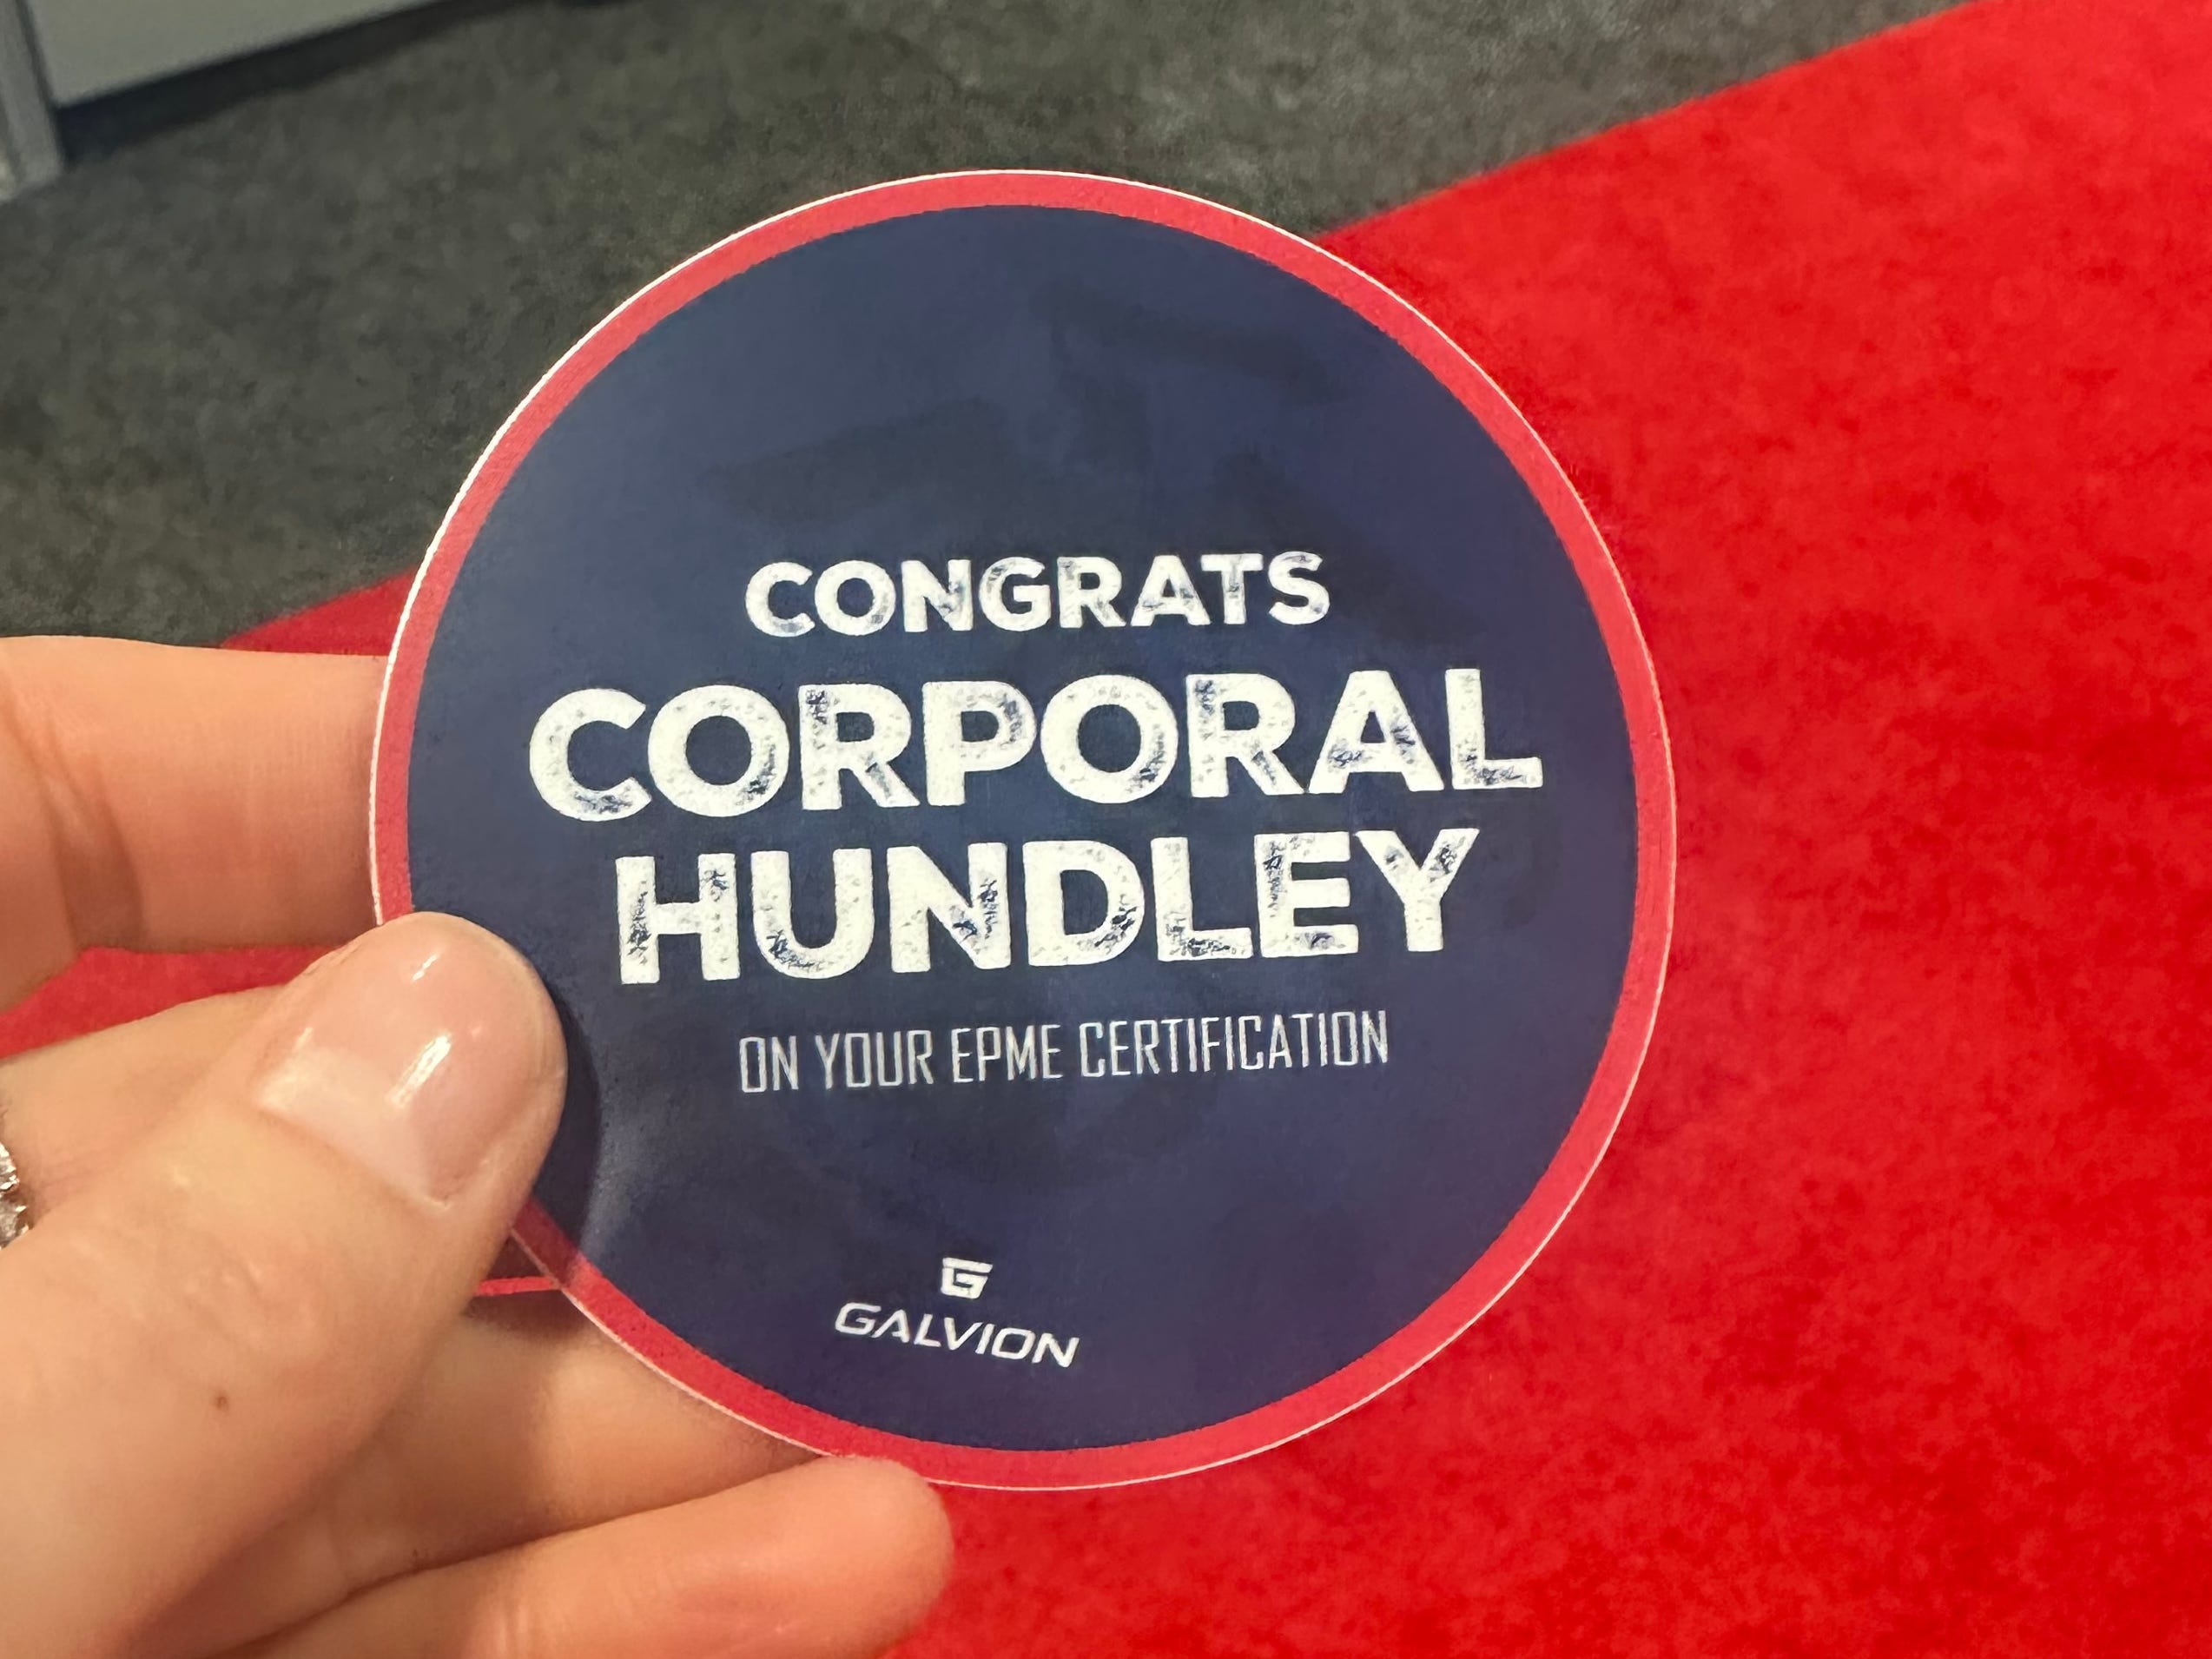 CONGRATS
CORPORAL
HUNDLEY
ON YOUR EPME CERTIFICATION
G
GALVION